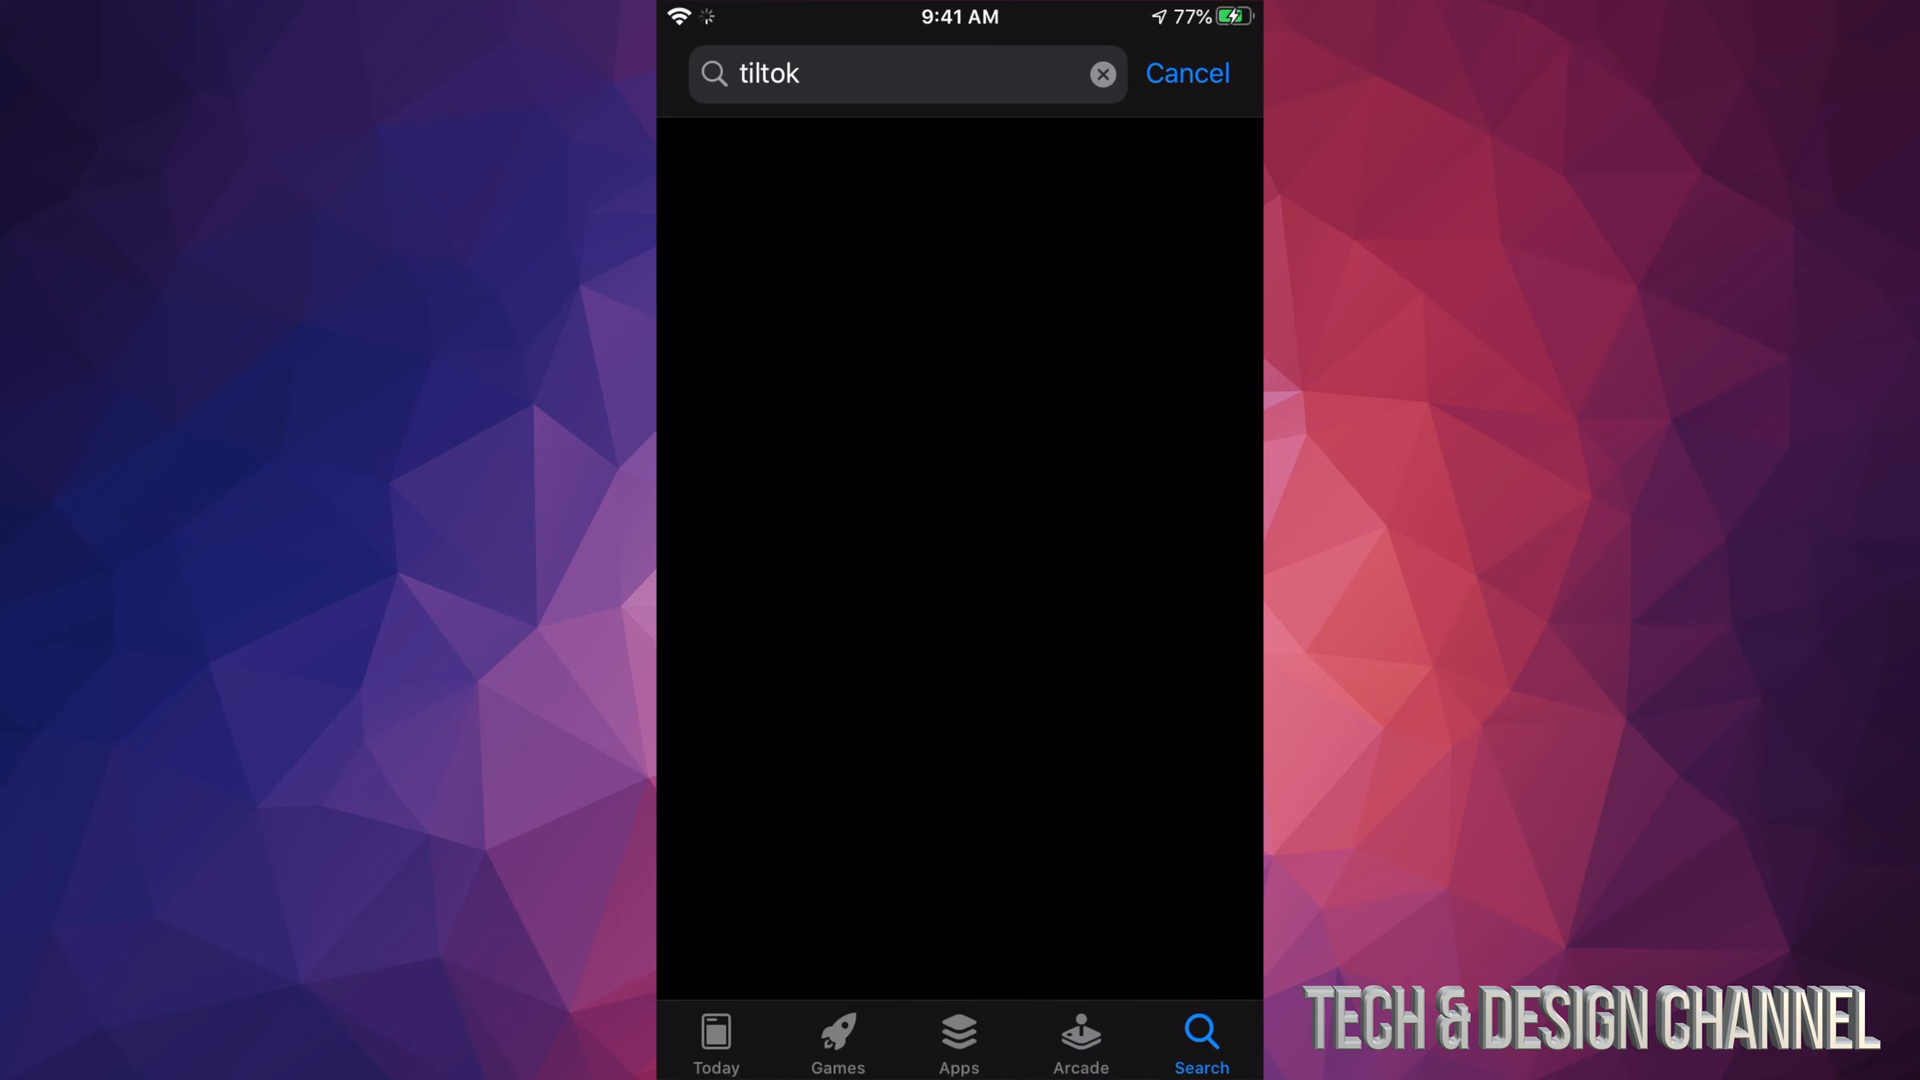 9:41 AM
77%
tiltok
Cancel
Today
Games
Apps
Arcade
Search
TECH & DESIGN CHANNEL